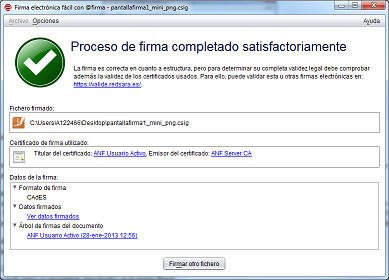 Firma electrónica fácil con @firma - pantallafirma1_mini_png.csig
Archivo Opciones Ayuda
Proceso de firma completado satisfactoriamente
La firma es correcta en cuanto a estructura, pero para determinar su completa validez legal debe comprobar
además la validez de los certificados usados. Para ello, puede validar esta u otras firmas electrónicas en:
https://valide.redsara.es/
Fichero firmado:
C:\Users\A122466\Desktop\pantallafirma1_mini_png.csig
Certificado de firma utilizado:
Titular del certificado: ANF Usuario Activo. Emisor del certificado: ANF Server CA
Datos de la firma:
Formato de firma
CAdES
Datos firmados
Ver datos firmados
Árbol de firmas del documento
ANF Usuario Activo (28-ene-2013 12:56)
Firmar otro fichero